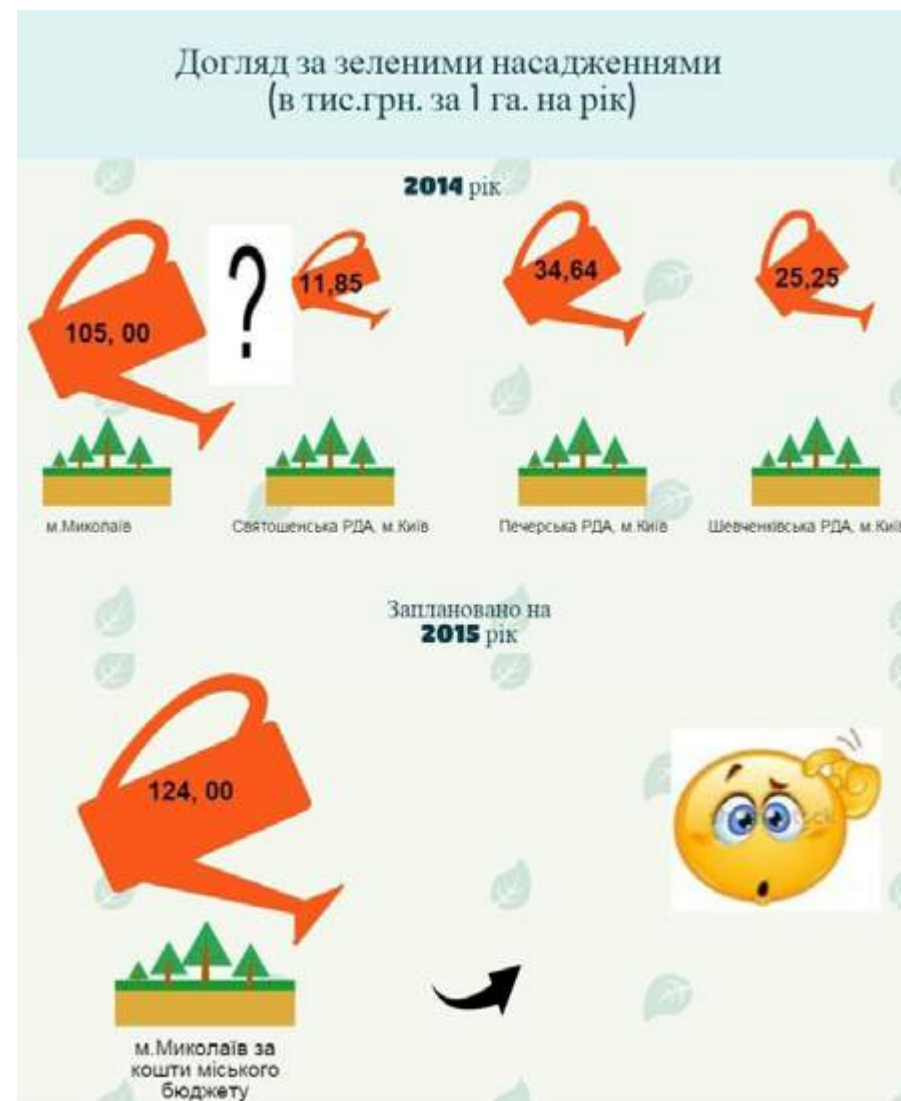 Догляд за зеленими насадженнями
(в тис.грн. за 1 га. на рік)
2014 рік
105, 00
?
11,85
34,64
25,25
м.Миколаїв
Святошенська РДА, м.Київ
Печерська РДА, м.Київ
Шевченківська РДА, м.Київ
Заплановано на
2015 рік
124, 00
м.Миколаїв за
кошти міського
бюджету